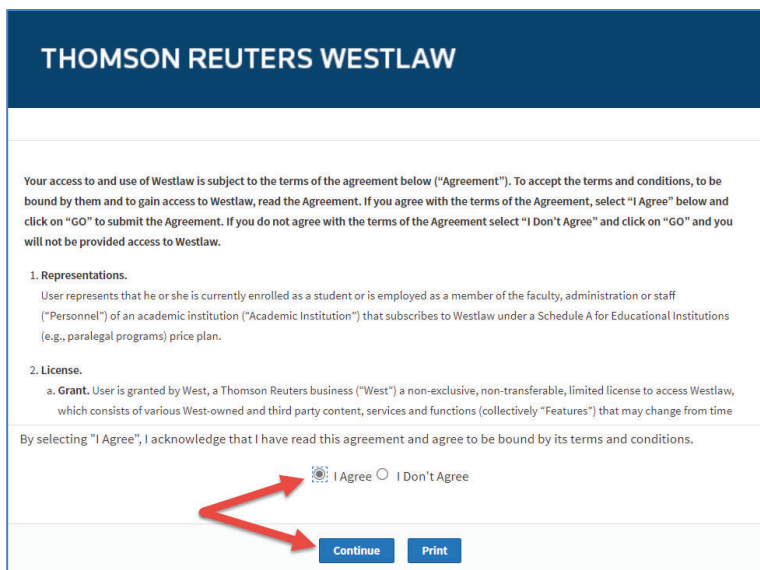 THOMSON REUTERS WESTLAW
Your access to and use of Westlaw is subject to the terms of the agreement below (“Agreement”). To accept the terms and conditions, to be
bound by them and to gain access to Westlaw, read the Agreement. If you agree with the terms of the Agreement, select “I Agree” below and
click on “GO” to submit the Agreement. If you do not agree with the terms of the Agreement select “I Don’t Agree” and click on “GO” and you
will not be provided access to Westlaw.
1. Representations.
User represents that he or she is currently enrolled as a student or is employed as a member of the faculty, administration or staff
(“Personnel”) of an academic institution (“Academic Institution”) that subscribes to Westlaw under a Schedule A for Educational Institutions
(e.g., paralegal programs) price plan.
2. License.
a. Grant. User is granted by West, a Thomson Reuters business (“West”) a non-exclusive, non-transferable, limited license to access Westlaw,
which consists of various West-owned and third party content, services and functions (collectively “Features”) that may change from time
By selecting "I Agree", I acknowledge that I have read this agreement and agree to be bound by its terms and conditions.
I Agree I Don't Agree
Continue Print